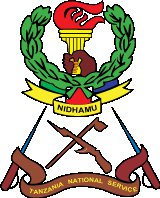 NIDHAMU
TANZANIA NATIONAL SERVICE